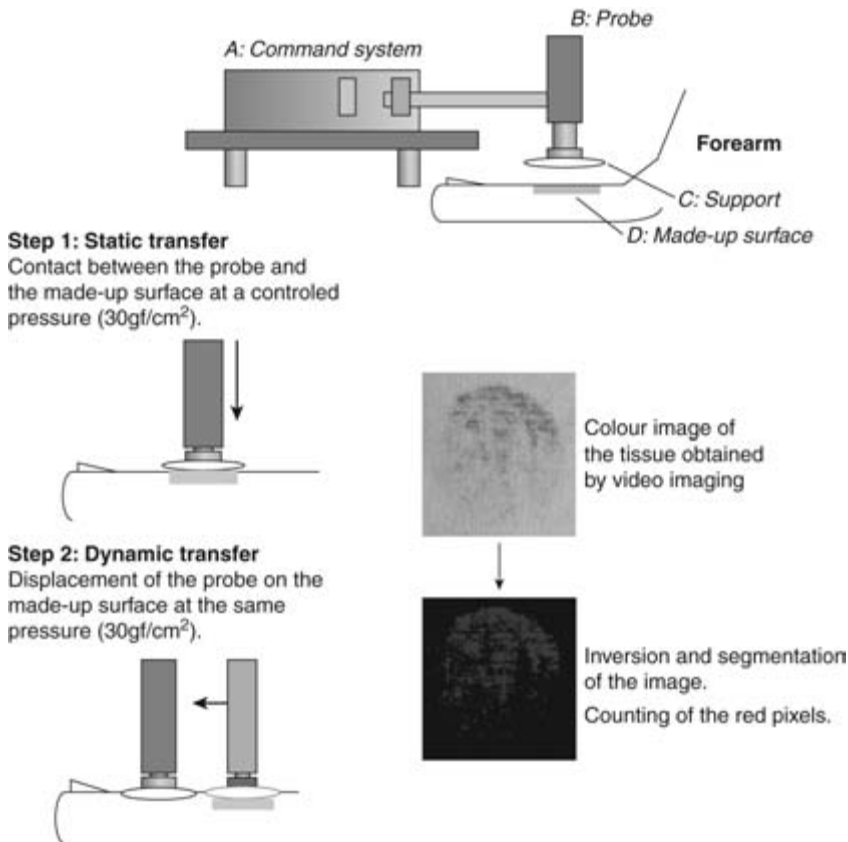 A: Command system
B: Probe
Forearm
C: Support
D: Made-up surface
Step 1: Static transfer
Contact between the probe and
the made-up surface at a controled
pressure (30gf/cm²).
Colour image of
the tissue obtained
by video imaging
Step 2: Dynamic transfer
Displacement of the probe on the
made-up surface at the same
pressure (30gf/cm²).
Inversion and segmentation
of the image.
Counting of the red pixels.